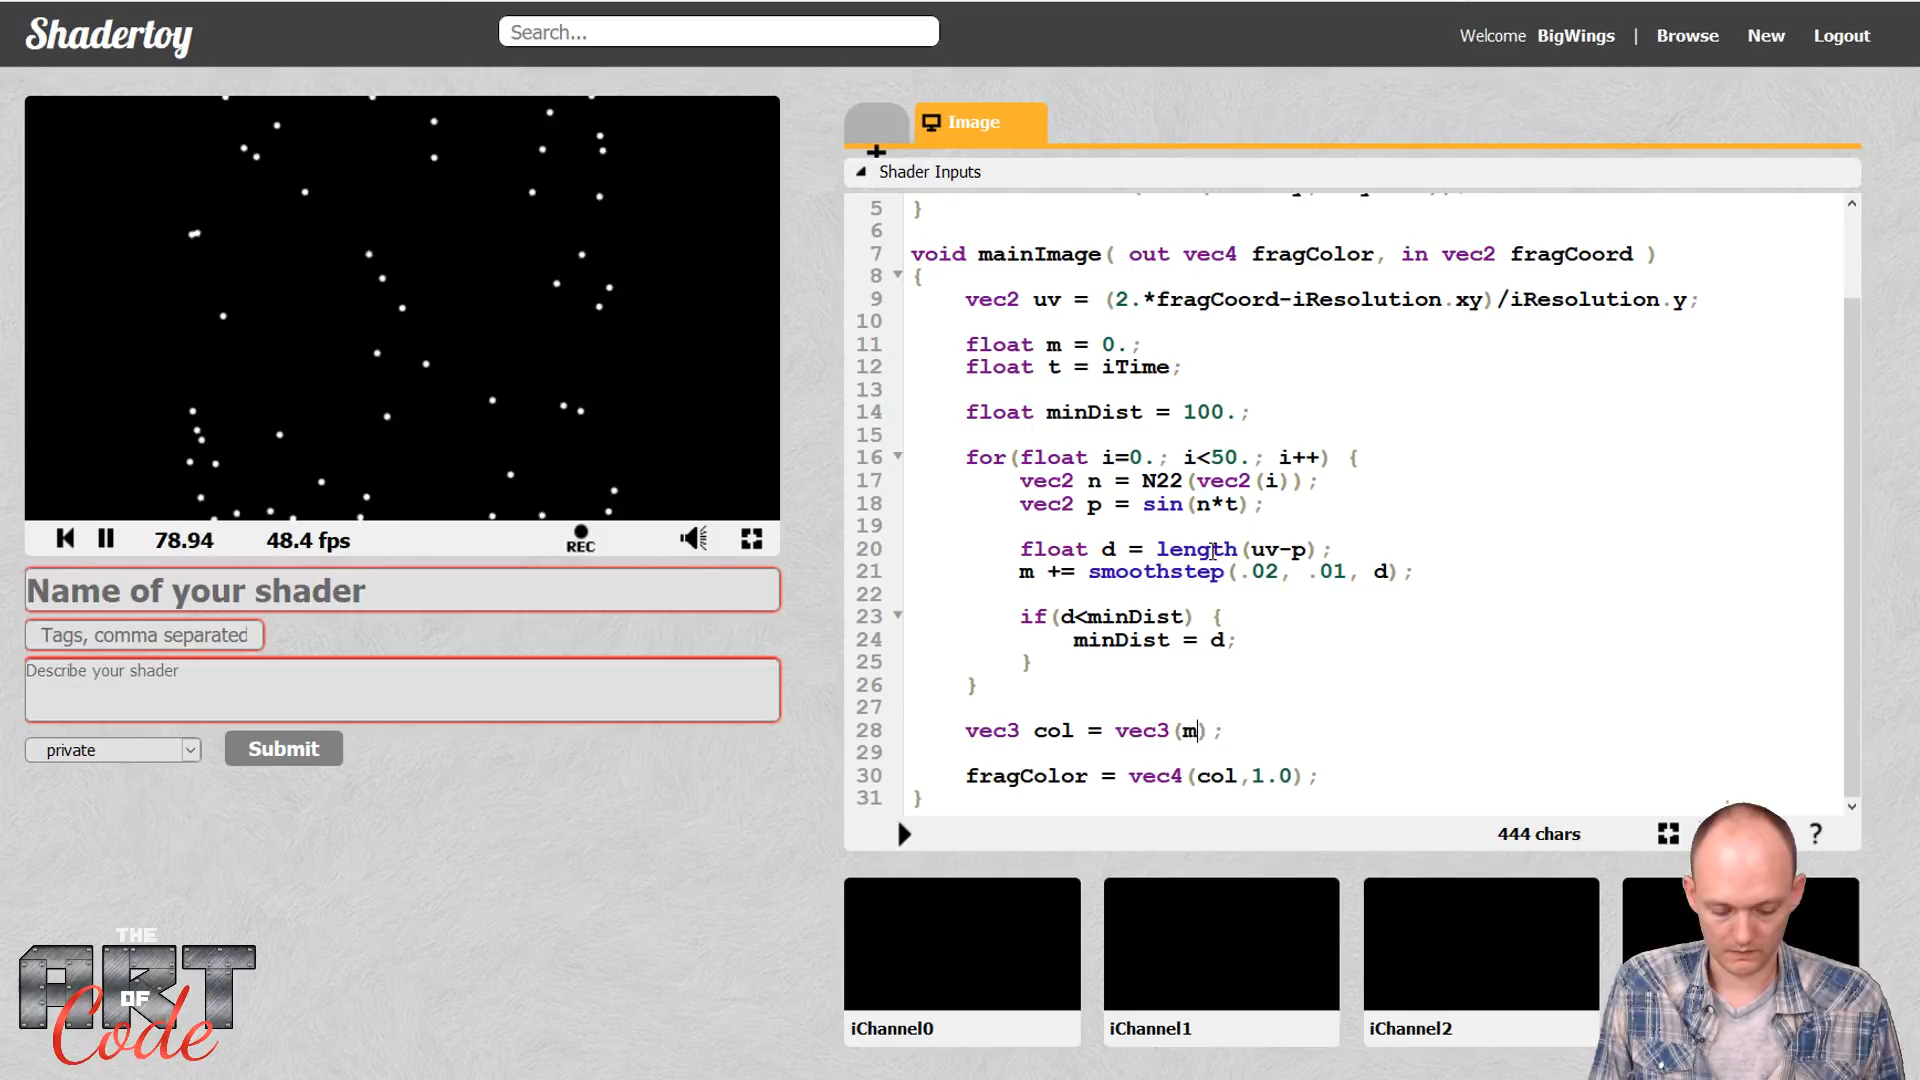 Shadertoy
Search...
Welcome BigWings | Browse New Logout
Image
Shader Inputs
5 }
6
7 void mainImage( out vec4 fragColor, in vec2 fragCoord )
8 {
9 vec2 uv = (2.*fragCoord-iResolution.xy)/iResolution.y;
10
11 float m = 0.;
12 float t = iTime;
13
14 float minDist = 100.;
15
16 for(float i=0.; i<50.; i++) {
17 vec2 n = N22(vec2(i));
18 vec2 p = sin(n*t);
19
20 float d = length(uv-p);
21 m += smoothstep(.02, .01, d);
22
23 if(d<minDist) {
24 minDist = d;
25 }
26 }
27
28 vec3 col = vec3(m);
29
30 fragColor = vec4(col,1.0);
31 }
444 chars
?
78.94 48.4 fps
REC
Name of your shader
Tags, comma separated
Describe your shader
private
Submit
iChannel0
iChannel1
iChannel2
THE
ART
OF
Code